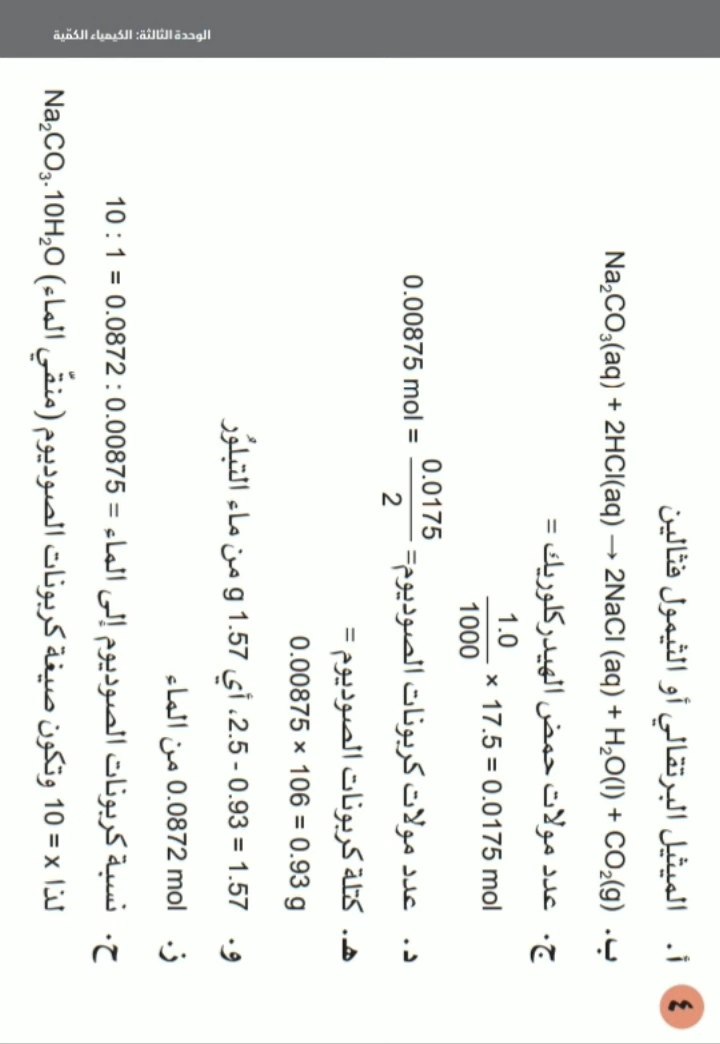 الوحدة الثالثة: الكيمياء الكمّية
٤
أ. الميثيل البرتقالي أو الثيمول فثالين
ب. Na₂CO₃(aq) + 2HCl(aq) → 2NaCl (aq) + H₂O(l) + CO₂(g)
ج. عدد مولات حمض الهيدركلوريك =
1.0/1000 × 17.5 = 0.0175 mol
د. عدد مولات كربونات الصوديوم= 0.0175/2 = 0.00875 mol
هـ. كتلة كربونات الصوديوم =
0.00875 × 106 = 0.93 g
و. 2.5 - 0.93 = 1.57، أي 1.57 g من ماء التبلوُر
ز. 0.0872 mol من الماء
ح. نسبة كربونات الصوديوم إلى الماء = 0.00875 : 0.0872 = 1 : 10
لذا x = 10 وتكون صيغة كربونات الصوديوم (منقّي الماء) Na₂CO₃.10H₂O